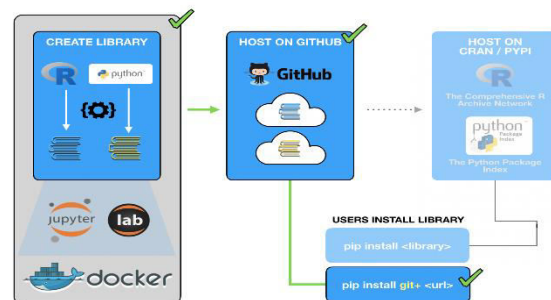 CREATE LIBRARY
R
python
{⚙}
jupyter
lab
docker
HOST ON GITHUB
GitHub
HOST ON
CRAN / PYPI
R
The Comprehensive R
Archive Network
python
Package
Index
The Python Package
Index
USERS INSTALL LIBRARY
pip install <library>
pip install git+ <url>